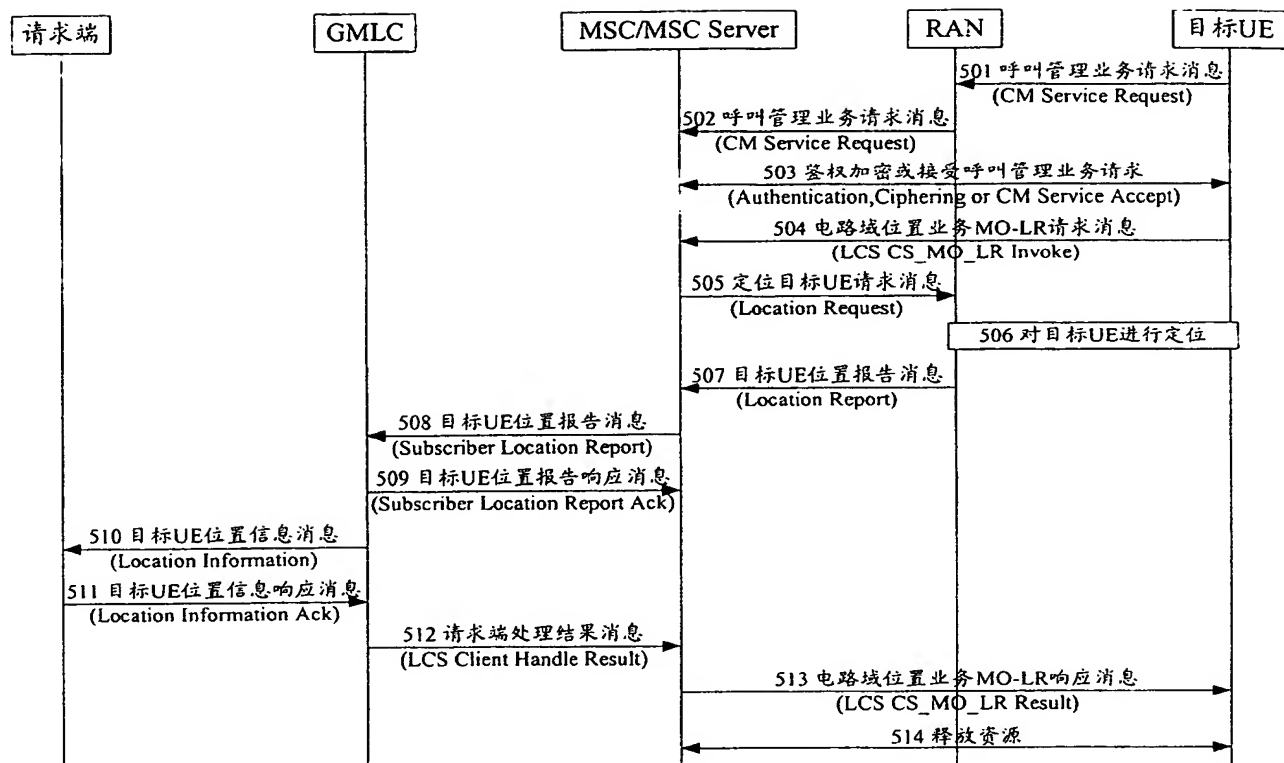 请求端
GMLC
MSC/MSC Server
RAN
目标UE
501 呼叫管理业务请求消息
(CM Service Request)
502 呼叫管理业务请求消息
(CM Service Request)
503 鉴权加密或接受呼叫管理业务请求
(Authentication,Ciphering or CM Service Accept)
504 电路域位置业务MO-LR请求消息
(LCS CS_MO_LR Invoke)
505 定位目标UE请求消息
(Location Request)
506 对目标UE进行定位
507 目标UE位置报告消息
(Location Report)
508 目标UE位置报告消息
(Subscriber Location Report)
509 目标UE位置报告响应消息
(Subscriber Location Report Ack)
510 目标UE位置信息消息
(Location Information)
511 目标UE位置信息响应消息
(Location Information Ack)
512 请求端处理结果消息
(LCS Client Handle Result)
513 电路域位置业务MO-LR响应消息
(LCS CS_MO_LR Result)
514 释放资源